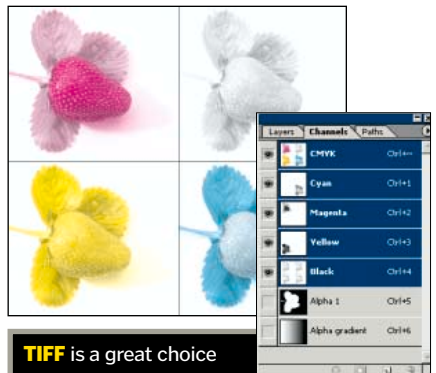 Layers Channels Paths
CMYK Ctrl+~
Cyan Ctrl+1
Magenta Ctrl+2
Yellow Ctrl+3
Black Ctrl+4
Alpha 1 Ctrl+5
Alpha gradient Ctrl+6
TIFF is a great choice